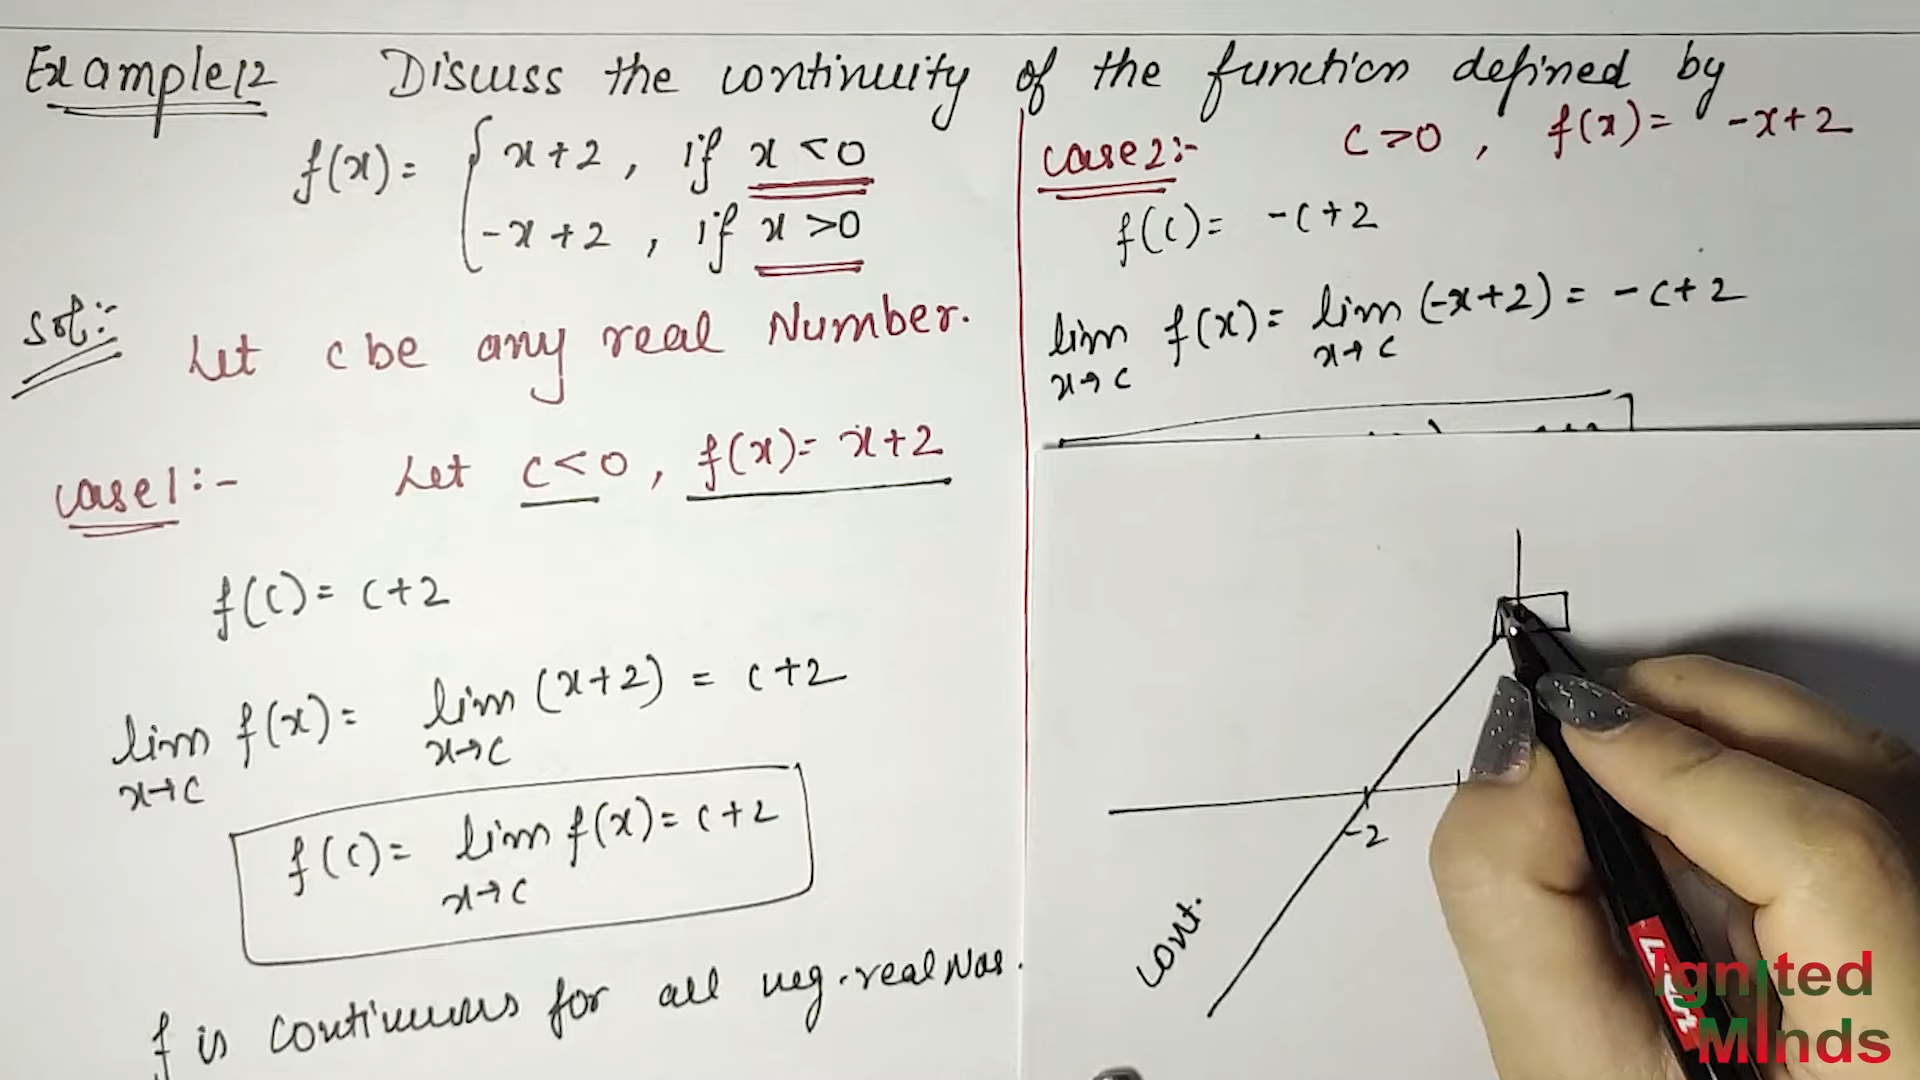 Example 12 Discuss the continuity of the function defined by
f(x) = { x+2 , if x < 0
-x+2 , if x > 0
Sol:-
Let c be any real Number.
case 1:- Let c<0, f(x) = x+2
f(c) = c+2
lim f(x) = lim (x+2) = c+2
x→c x→c
f(c) = lim f(x) = c+2
x→c
f is continuous for all neg. real Nos.
case 2:- c>0 , f(x) = -x+2
f(c) = -c+2
lim f(x) = lim (-x+2) = -c+2
x→c x→c
-2
cont.
Ignited
Minds